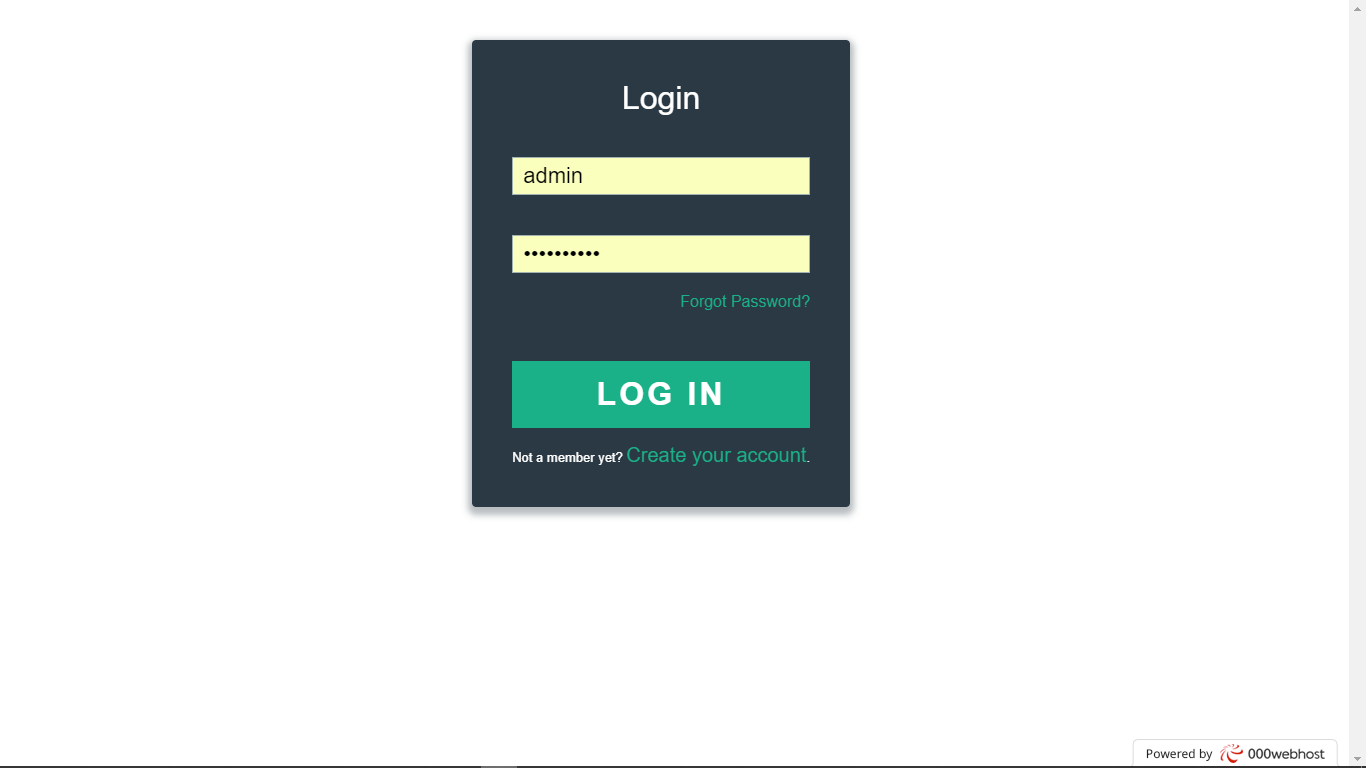 Login
admin
••••••••••
Forgot Password?
LOG IN
Not a member yet? Create your account.
Powered by 000webhost